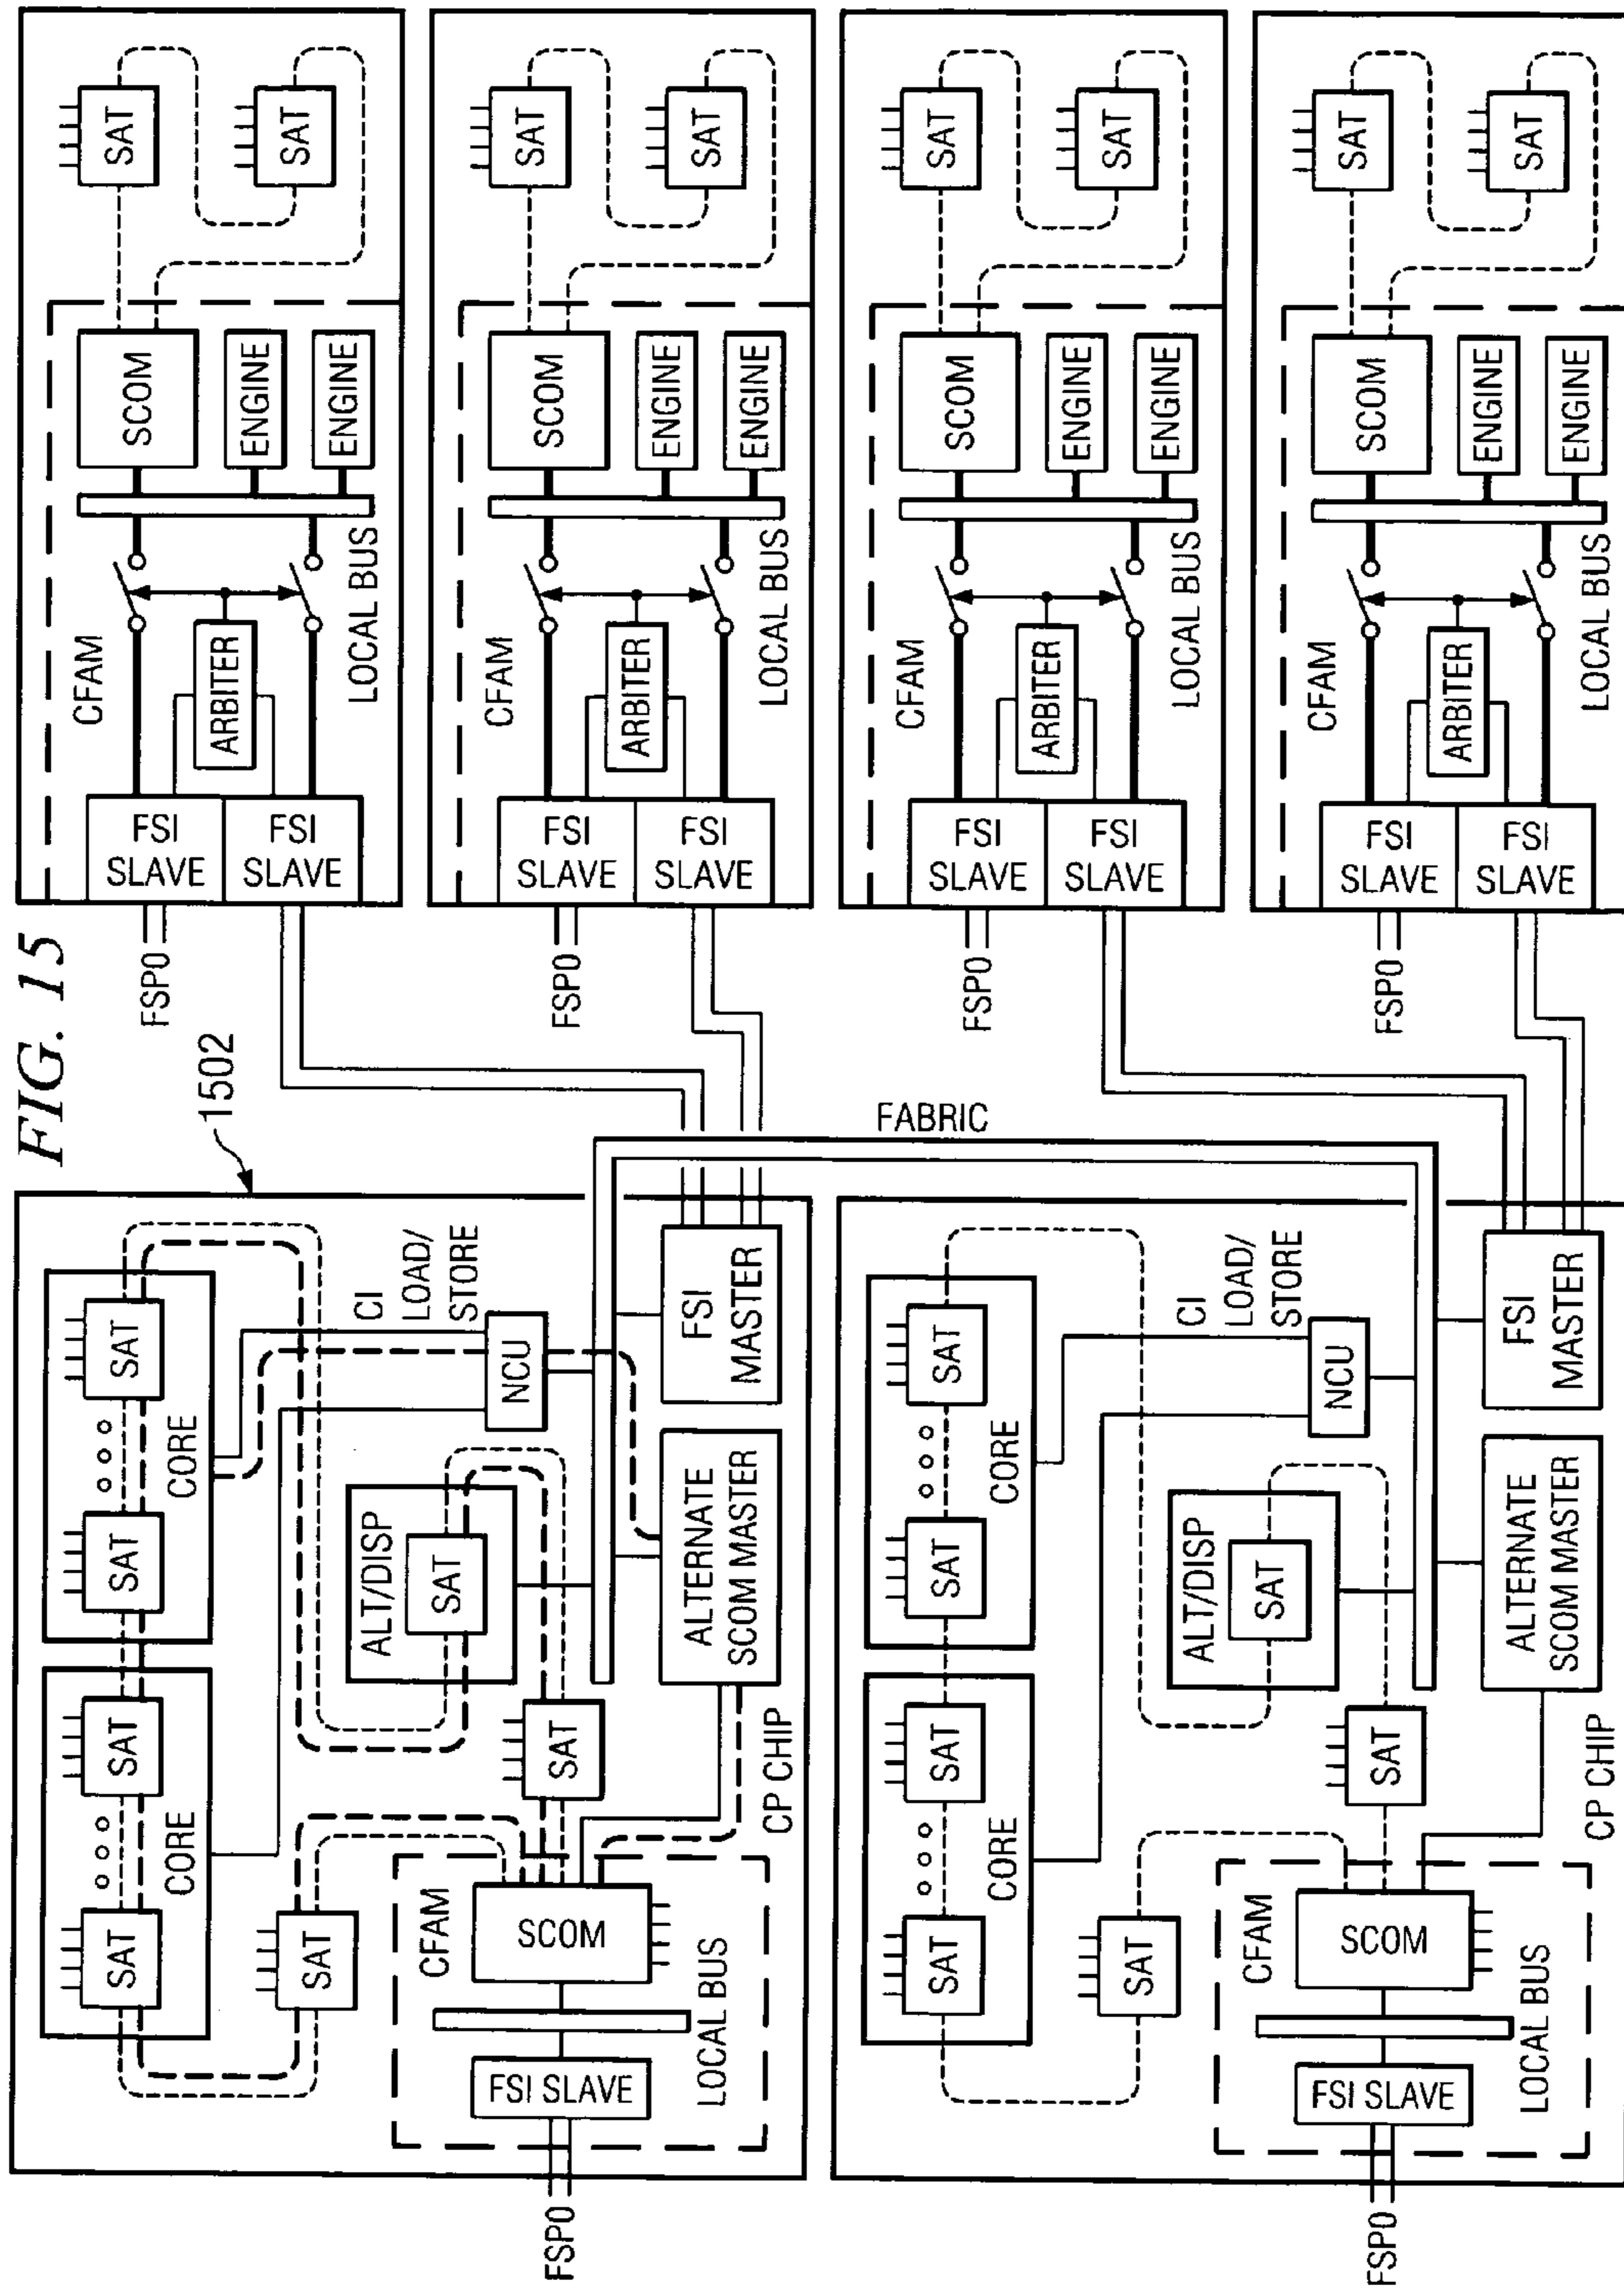 FIG. 15
1502
CORE
SAT
SAT
CORE
SAT
SAT
SAT
ALT/DISP
SAT
SAT
CI LOAD/
STORE
NCU
CFAM
SCOM
LOCAL BUS
FSI SLAVE
FSP0
ALTERNATE
SCOM MASTER
FSI
MASTER
CP CHIP
FABRIC
CORE
SAT
SAT
CORE
SAT
SAT
SAT
ALT/DISP
SAT
SAT
CI LOAD/
STORE
NCU
CFAM
SCOM
LOCAL BUS
FSI SLAVE
FSP0
ALTERNATE
SCOM MASTER
FSI
MASTER
CP CHIP
FSP0
FSI
SLAVE
FSI
SLAVE
CFAM
ARBITER
LOCAL BUS
SCOM
ENGINE
ENGINE
SAT
SAT
FSP0
FSI
SLAVE
FSI
SLAVE
CFAM
ARBITER
LOCAL BUS
SCOM
ENGINE
ENGINE
SAT
SAT
FSP0
FSI
SLAVE
FSI
SLAVE
CFAM
ARBITER
LOCAL BUS
SCOM
ENGINE
ENGINE
SAT
SAT
FSP0
FSI
SLAVE
FSI
SLAVE
CFAM
ARBITER
LOCAL BUS
SCOM
ENGINE
ENGINE
SAT
SAT